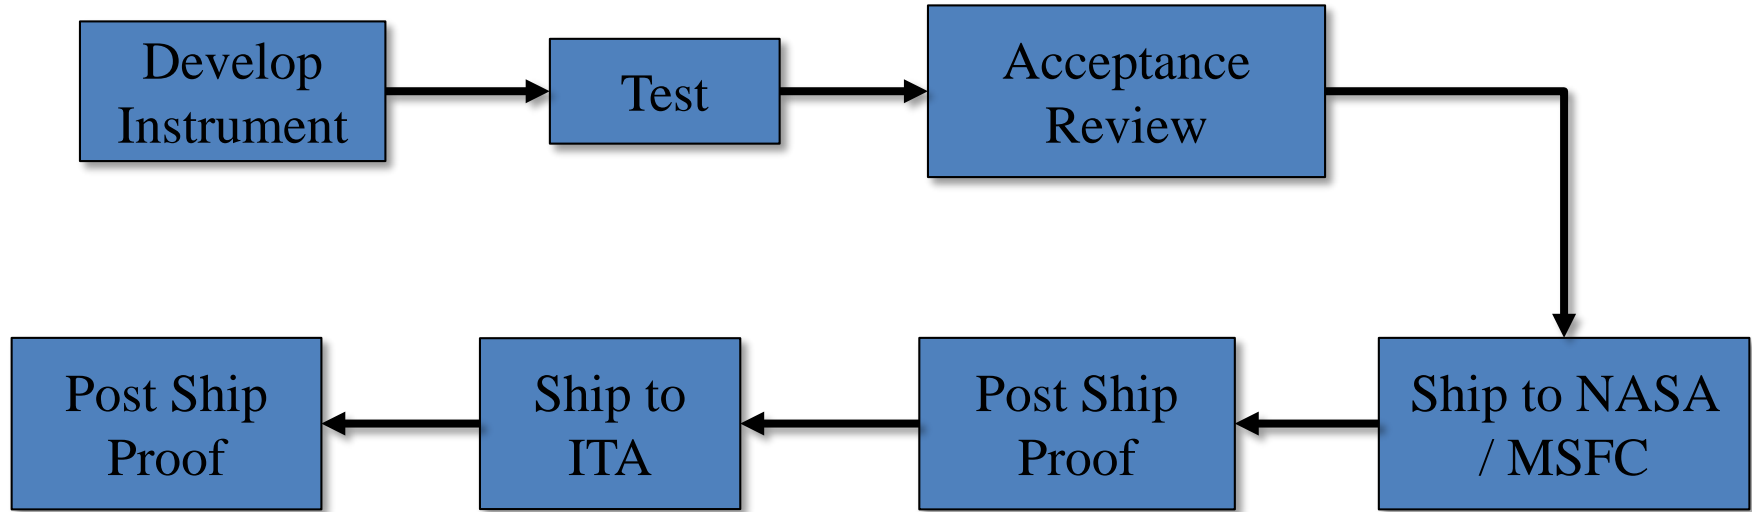 Develop
Instrument
Test
Acceptance
Review
Post Ship
Proof
Ship to
ITA
Post Ship
Proof
Ship to NASA
/ MSFC